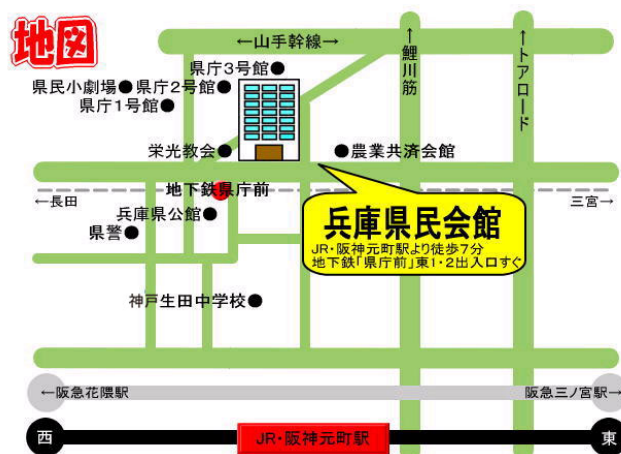 地図
←山手幹線→
←鯉川筋
←トアロード
県庁3号館●
県民小劇場●県庁2号館●
県庁1号館●
栄光教会●
●農業共済会館
地下鉄県庁前
←長田
三宮→
兵庫県公館●
県警●
兵庫県民会館
JR・阪神元町駅より徒歩7分
地下鉄「県庁前」東1・2出入口すぐ
神戸生田中学校●
←阪急花隈駅
阪急三ノ宮駅→
西
JR・阪神元町駅
東